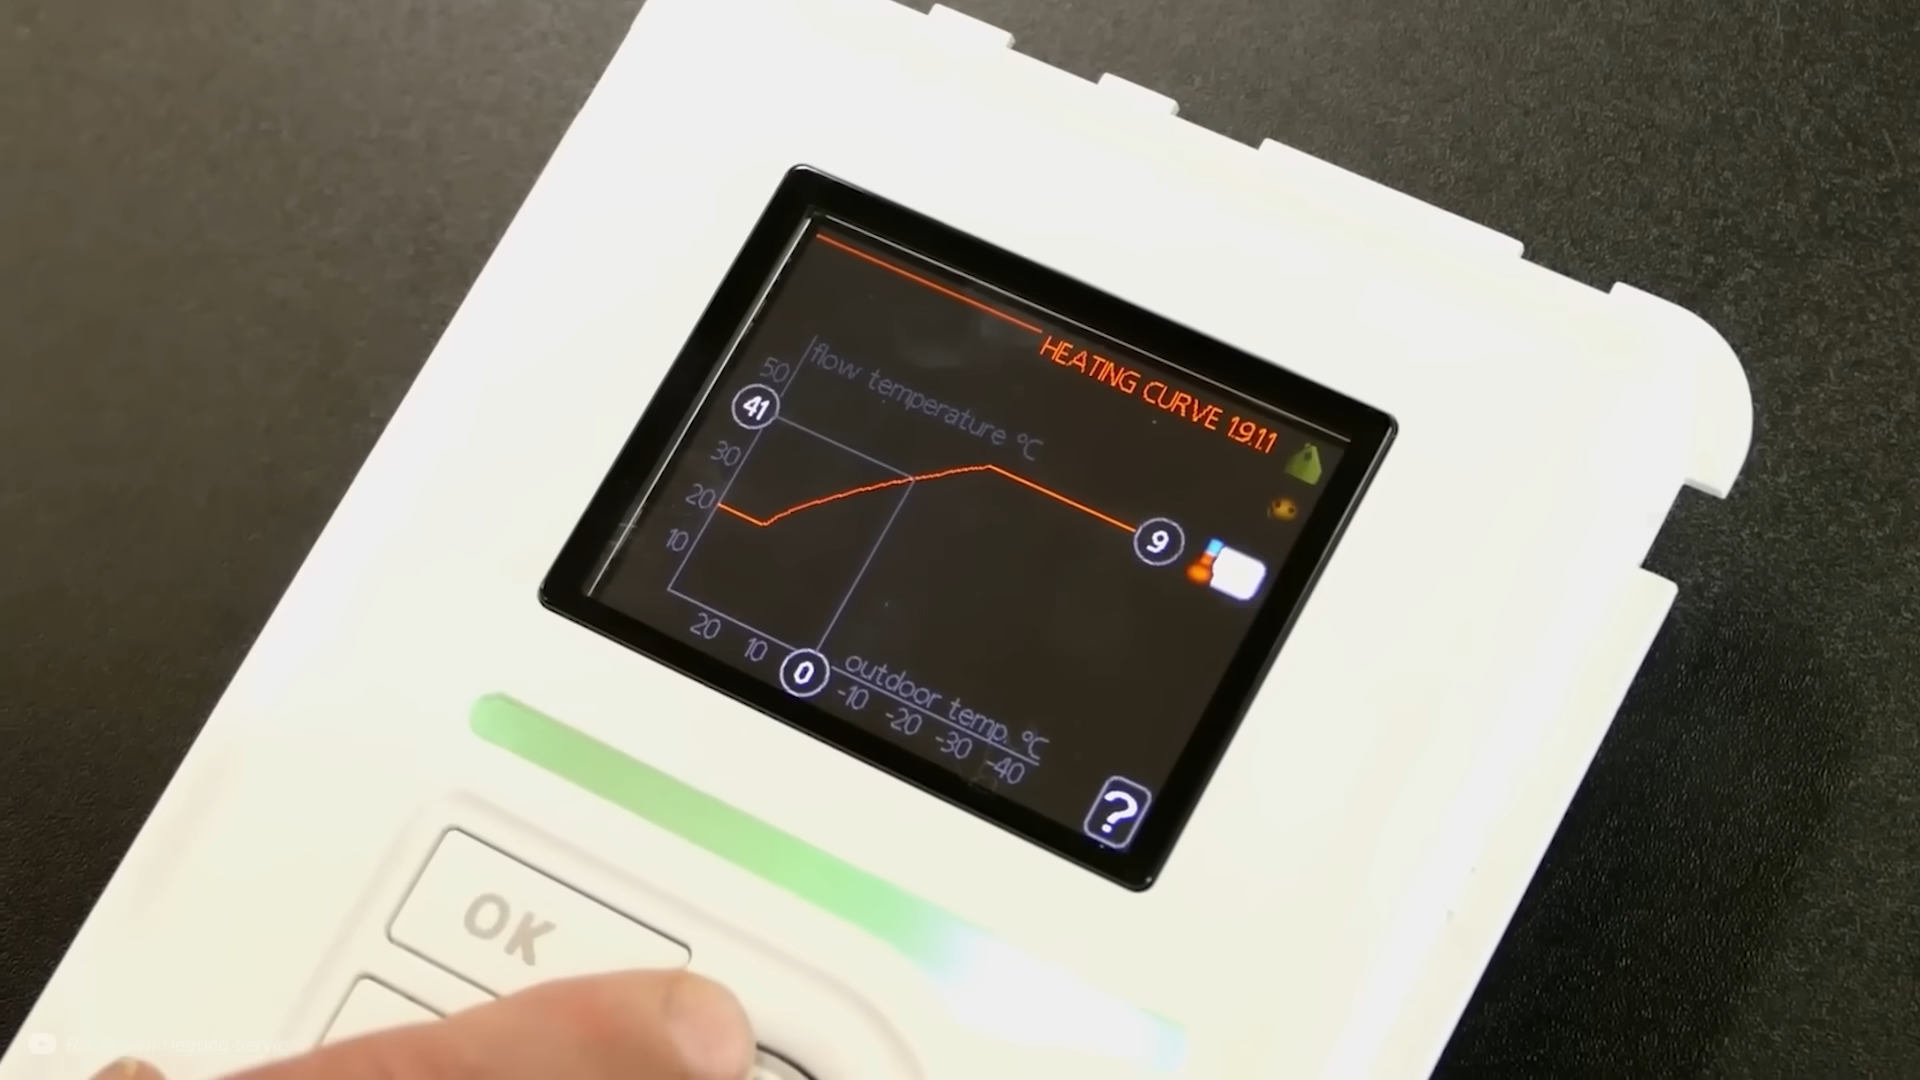 HEATING CURVE 1.9.1.1
flow temperature °C
50
41
30
20
10
9
20 10 0 -10 -20 -30 -40
outdoor temp. °C
?
OK